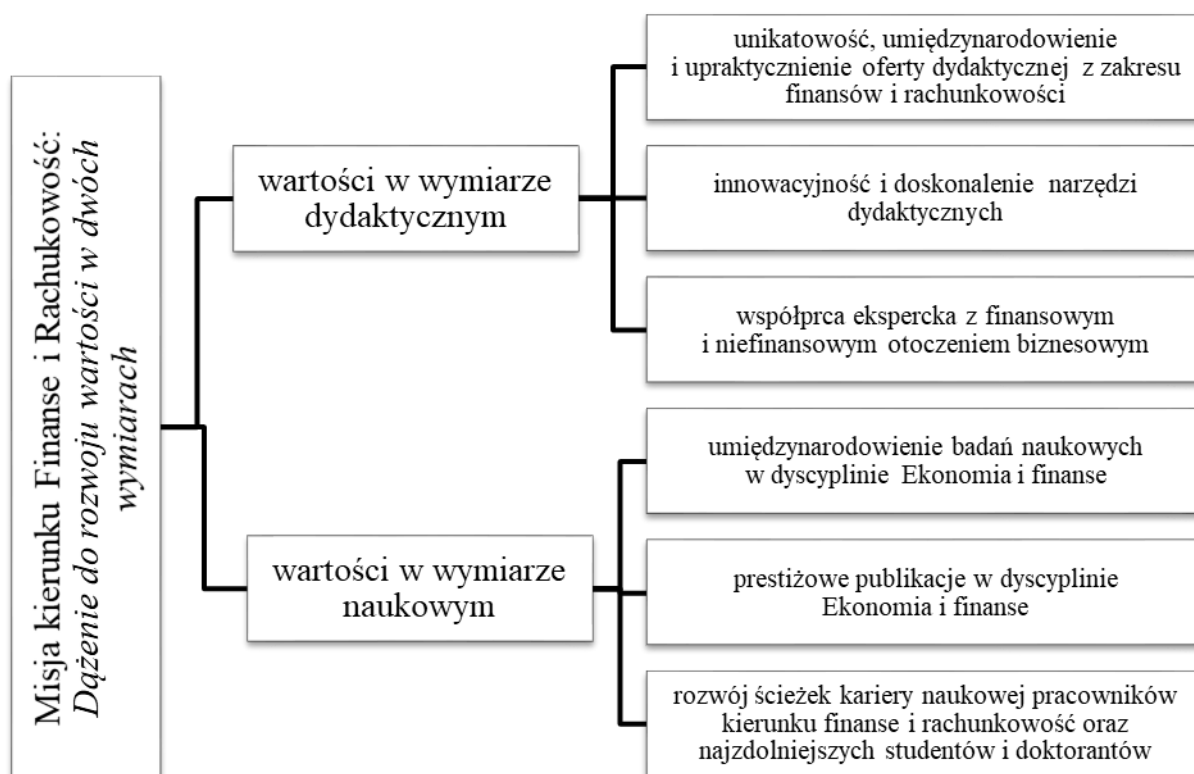 Misja kierunku Finanse i Rachukowość:
Dążenie do rozwoju wartości w dwóch
wymiarach
wartości w wymiarze
dydaktycznym
unikatowość, umiędzynarodowienie
i upraktycznienie oferty dydaktycznej z zakresu
finansów i rachunkowości
innowacyjność i doskonalenie narzędzi
dydaktycznych
współprca ekspercka z finansowym
i niefinansowym otoczeniem biznesowym
wartości w wymiarze
naukowym
umiędzynarodowienie badań naukowych
w dyscyplinie Ekonomia i finanse
prestiżowe publikacje w dyscyplinie
Ekonomia i finanse
rozwój ścieżek kariery naukowej pracowników
kierunku finanse i rachunkowość oraz
najzdolniejszych studentów i doktorantów